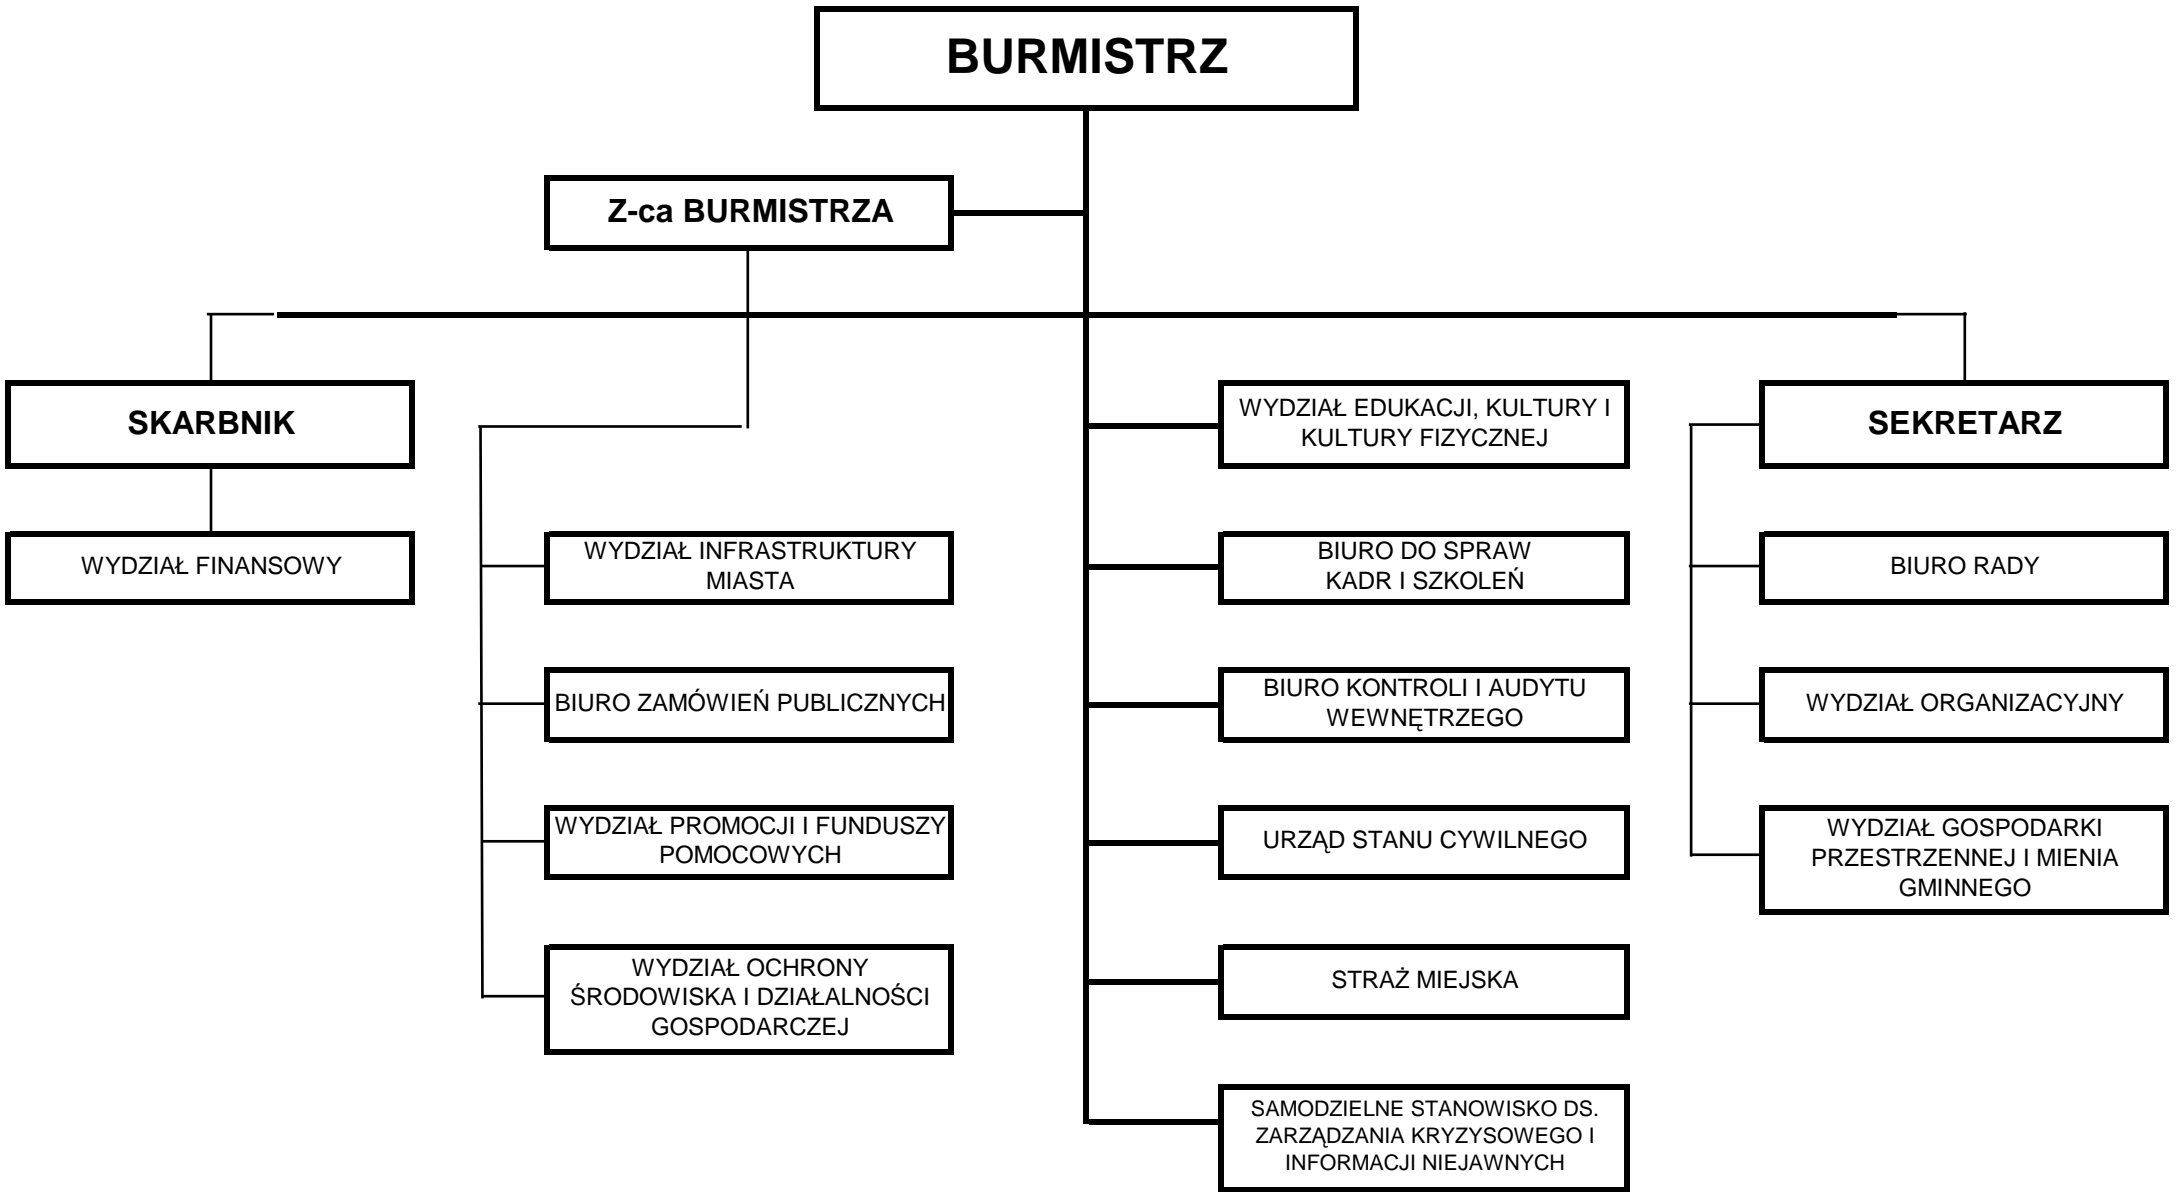 BURMISTRZ
Z-ca BURMISTRZA
SKARBNIK
WYDZIAŁ EDUKACJI, KULTURY I
KULTURY FIZYCZNEJ
SEKRETARZ
WYDZIAŁ FINANSOWY
WYDZIAŁ INFRASTRUKTURY
MIASTA
BIURO DO SPRAW
KADR I SZKOLEŃ
BIURO RADY
BIURO ZAMÓWIEŃ PUBLICZNYCH
BIURO KONTROLI I AUDYTU
WEWNĘTRZEGO
WYDZIAŁ ORGANIZACYJNY
WYDZIAŁ PROMOCJI I FUNDUSZY
POMOCOWYCH
URZĄD STANU CYWILNEGO
WYDZIAŁ GOSPODARKI
PRZESTRZENNEJ I MIENIA
GMINNEGO
WYDZIAŁ OCHRONY
ŚRODOWISKA I DZIAŁALNOŚCI
GOSPODARCZEJ
STRAŻ MIEJSKA
SAMODZIELNE STANOWISKO DS.
ZARZĄDZANIA KRYZYSOWEGO I
INFORMACJI NIEJAWNYCH